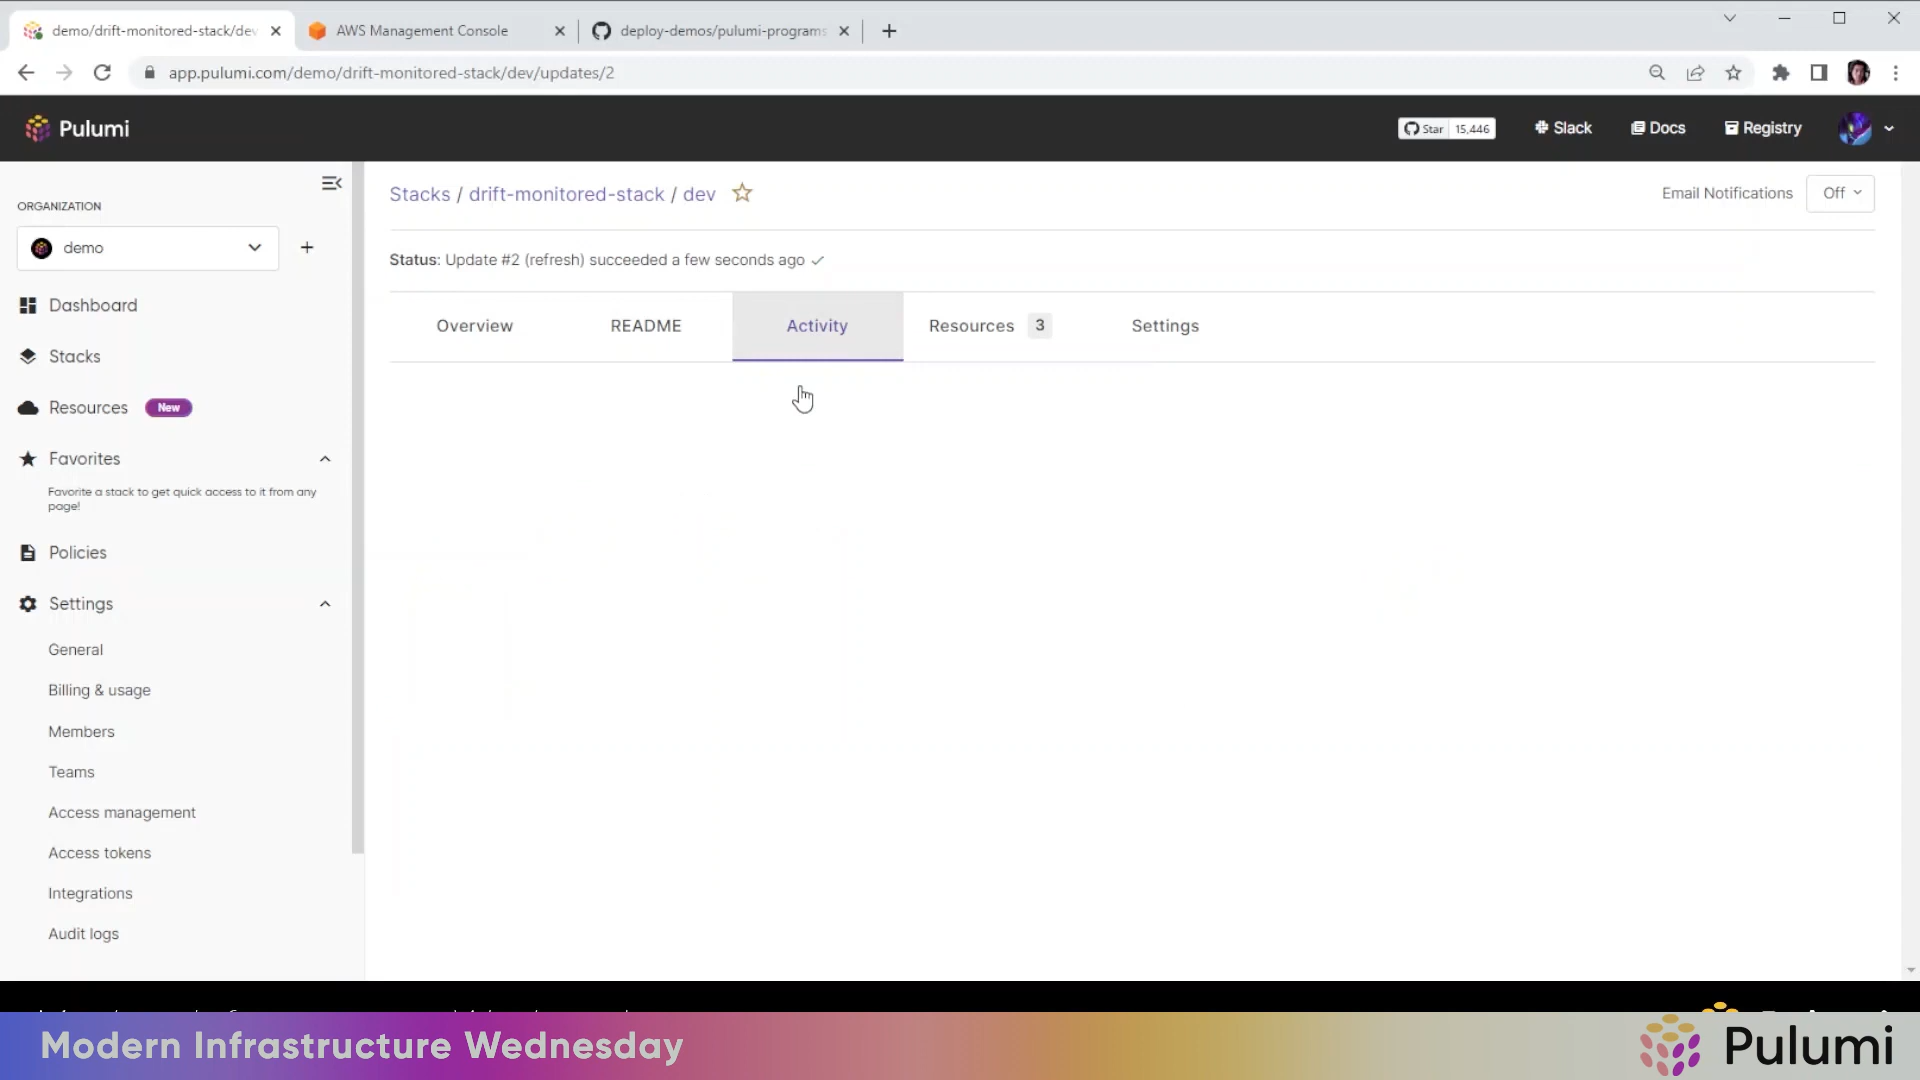 demo/drift-monitored-stack/dev
AWS Management Console
deploy-demos/pulumi-programs
app.pulumi.com/demo/drift-monitored-stack/dev/updates/2
Pulumi
Star 15,446
Slack
Docs
Registry
ORGANIZATION
demo
Dashboard
Stacks
Resources New
Favorites
Favorite a stack to get quick access to it from any
page!
Policies
Settings
General
Billing & usage
Members
Teams
Access management
Access tokens
Integrations
Audit logs
Stacks / drift-monitored-stack / dev
Email Notifications Off
Status: Update #2 (refresh) succeeded a few seconds ago
Overview README Activity Resources 3 Settings
Modern Infrastructure Wednesday
Pulumi